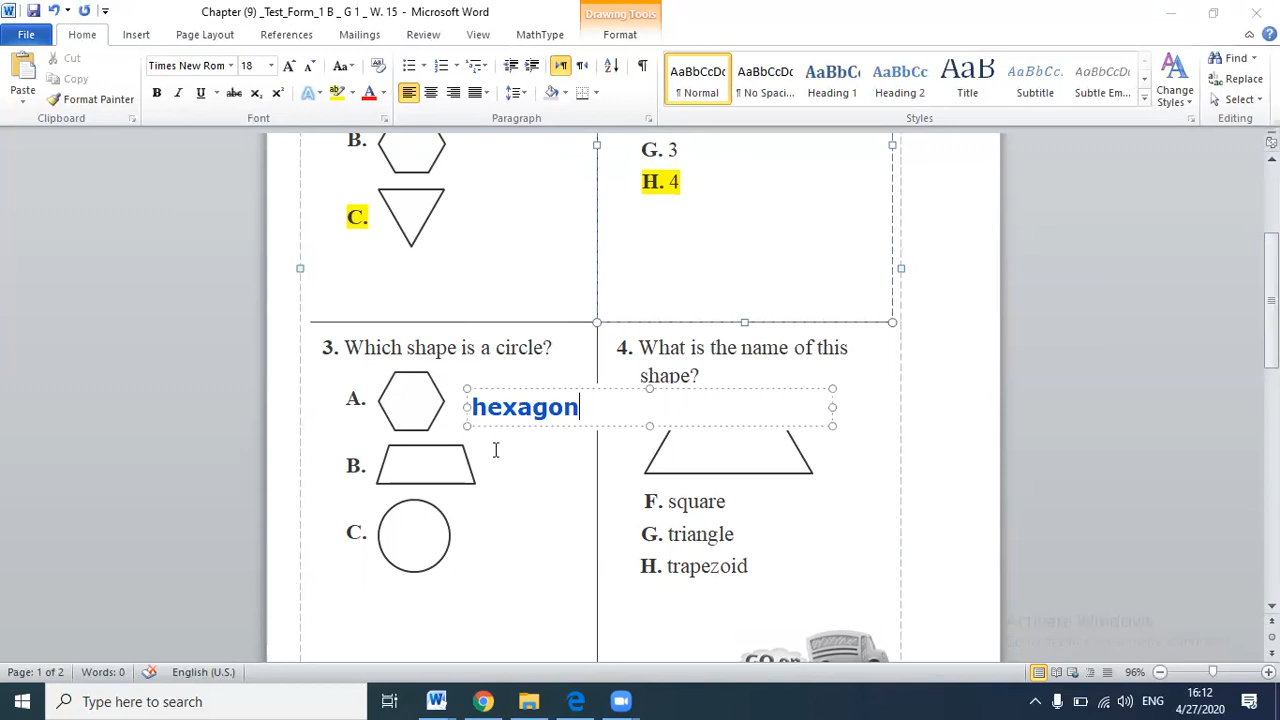 Chapter (9) _Test_Form_1 B _ G 1 _ W. 15 - Microsoft Word
Drawing Tools
File Home Insert Page Layout References Mailings Review View MathType Format
Cut
Copy
Format Painter
Paste
Clipboard
Times New Rom 18
Font
Paragraph
AaBbCcDc AaBbCcDc AaBbC AaBbCc AaB AaBbCc. AaBbCcDc
¶ Normal ¶ No Spaci... Heading 1 Heading 2 Title Subtitle Subtle Em...
Change Styles
Styles
Find
Replace
Select
Editing
B.
C.
G. 3
H. 4
3. Which shape is a circle?
A.
hexagon
B.
C.
4. What is the name of this
shape?
F. square
G. triangle
H. trapezoid
GO on
Activate Windows
Page: 1 of 2 Words: 0 English (U.S.) 96%
Type here to search
ENG
16:12
4/27/2020